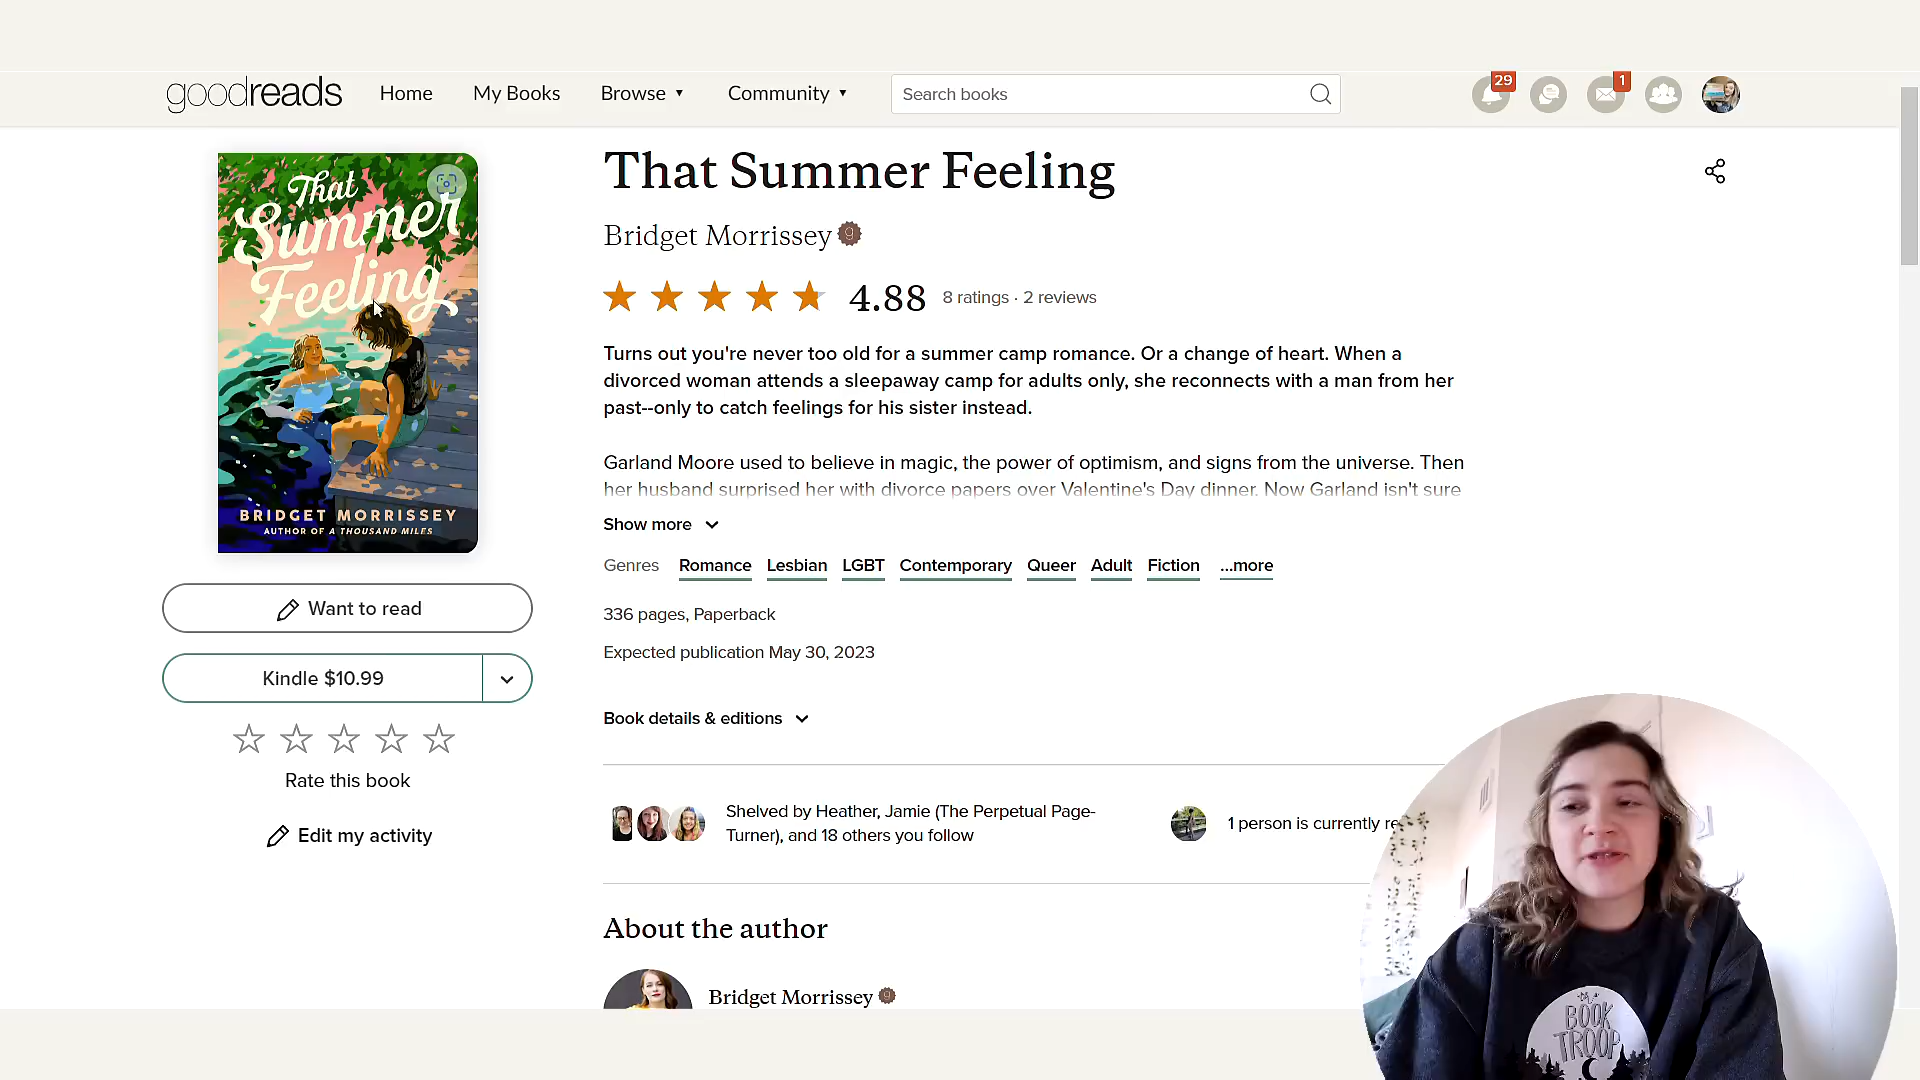 goodreads
Home
My Books
Browse ▼
Community ▼
Search books
29
1
That
Summer
Feeling
BRIDGET MORRISSEY
AUTHOR OF A THOUSAND MILES
Want to read
Kindle $10.99
Rate this book
Edit my activity
That Summer Feeling
Bridget Morrissey g
4.88
8 ratings · 2 reviews
Turns out you're never too old for a summer camp romance. Or a change of heart. When a
divorced woman attends a sleepaway camp for adults only, she reconnects with a man from her
past--only to catch feelings for his sister instead.
Garland Moore used to believe in magic, the power of optimism, and signs from the universe. Then
her husband surprised her with divorce papers over Valentine's Day dinner. Now Garland isn't sure
Show more
Genres Romance Lesbian LGBT Contemporary Queer Adult Fiction ...more
336 pages, Paperback
Expected publication May 30, 2023
Book details & editions
Shelved by Heather, Jamie (The Perpetual Page-
Turner), and 18 others you follow
1 person is currently re
About the author
Bridget Morrissey g
BOOK
TROOP